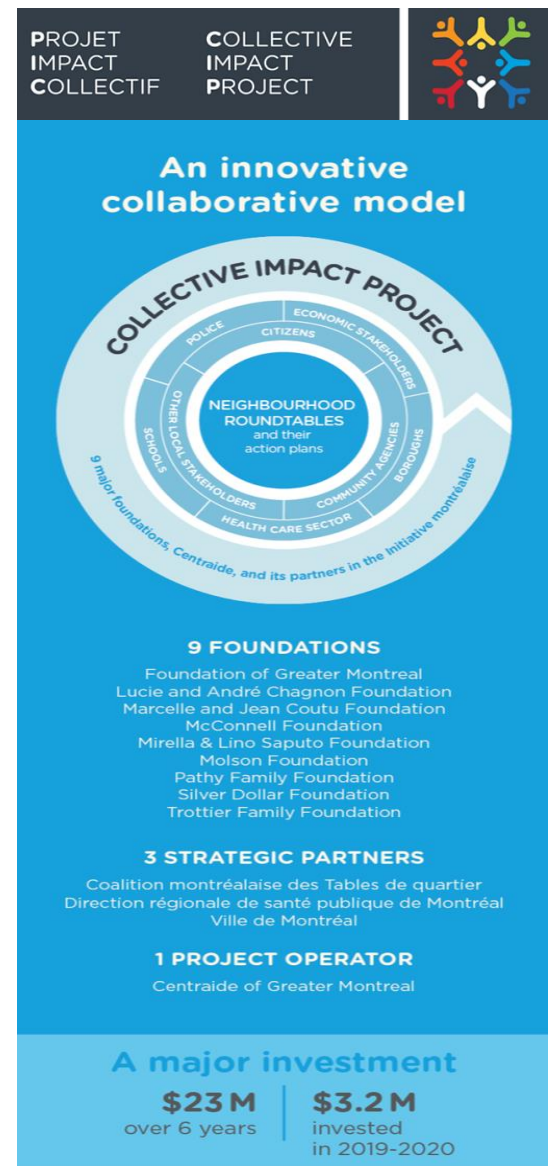 PROJET
IMPACT
COLLECTIF
COLLECTIVE
IMPACT
PROJECT
An innovative
collaborative model
COLLECTIVE IMPACT PROJECT
POLICE
ECONOMIC STAKEHOLDERS
CITIZENS
OTHER LOCAL STAKEHOLDERS
SCHOOLS
COMMUNITY AGENCIES
BOROUGHS
HEALTH CARE SECTOR
NEIGHBOURHOOD
ROUNDTABLES
and their
action plans
9 major foundations, Centraide, and its partners in the Initiative montréalaise
9 FOUNDATIONS
Foundation of Greater Montreal
Lucie and André Chagnon Foundation
Marcelle and Jean Coutu Foundation
McConnell Foundation
Mirella & Lino Saputo Foundation
Molson Foundation
Pathy Family Foundation
Silver Dollar Foundation
Trottier Family Foundation
3 STRATEGIC PARTNERS
Coalition montréalaise des Tables de quartier
Direction régionale de santé publique de Montréal
Ville de Montréal
1 PROJECT OPERATOR
Centraide of Greater Montreal
A major investment
$23 M
over 6 years
$3.2 M
invested
in 2019-2020